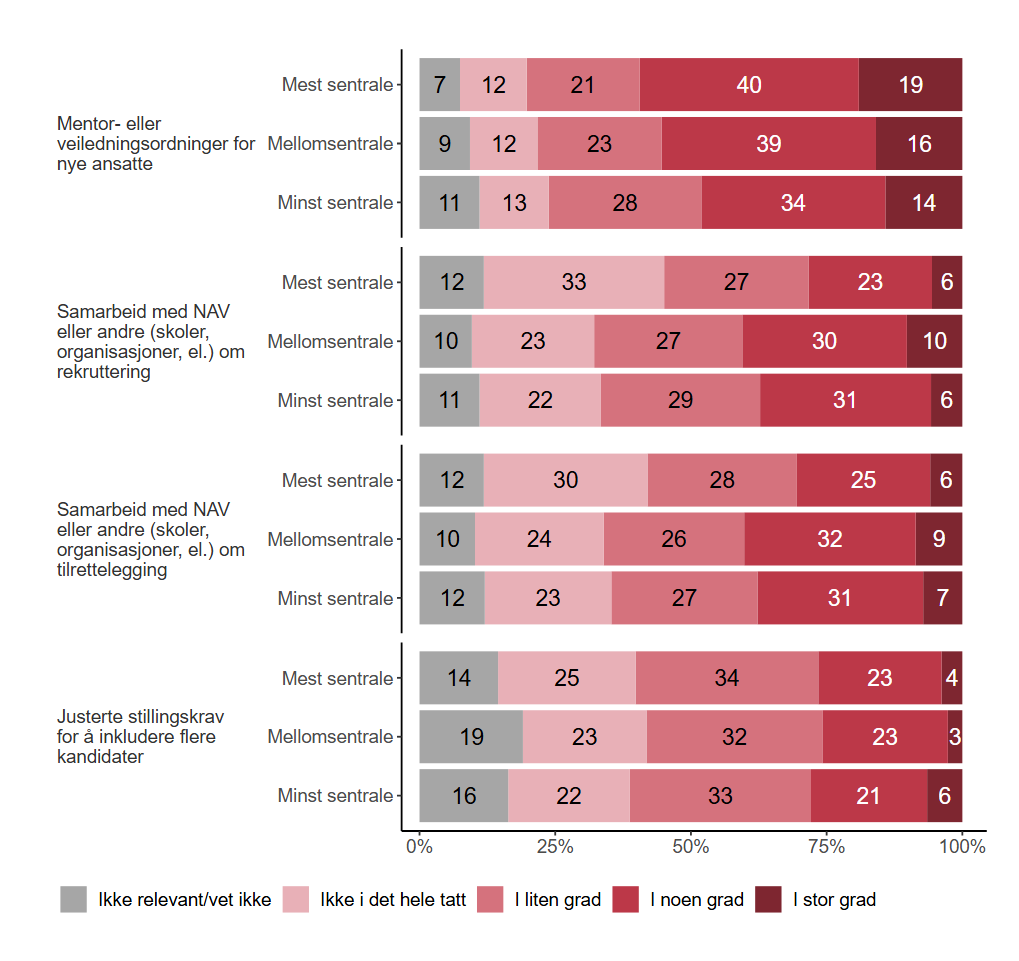 Mentor- eller
veiledningsordninger for
nye ansatte
Mest sentrale 7 12 21 40 19
Mellomsentrale 9 12 23 39 16
Minst sentrale 11 13 28 34 14
Samarbeid med NAV
eller andre (skoler,
organisasjoner, el.) om
rekruttering
Mest sentrale 12 33 27 23 6
Mellomsentrale 10 23 27 30 10
Minst sentrale 11 22 29 31 6
Samarbeid med NAV
eller andre (skoler,
organisasjoner, el.) om
tilrettelegging
Mest sentrale 12 30 28 25 6
Mellomsentrale 10 24 26 32 9
Minst sentrale 12 23 27 31 7
Justerte stillingskrav
for å inkludere flere
kandidater
Mest sentrale 14 25 34 23 4
Mellomsentrale 19 23 32 23 3
Minst sentrale 16 22 33 21 6
0% 25% 50% 75% 100%
Ikke relevant/vet ikke Ikke i det hele tatt I liten grad I noen grad I stor grad